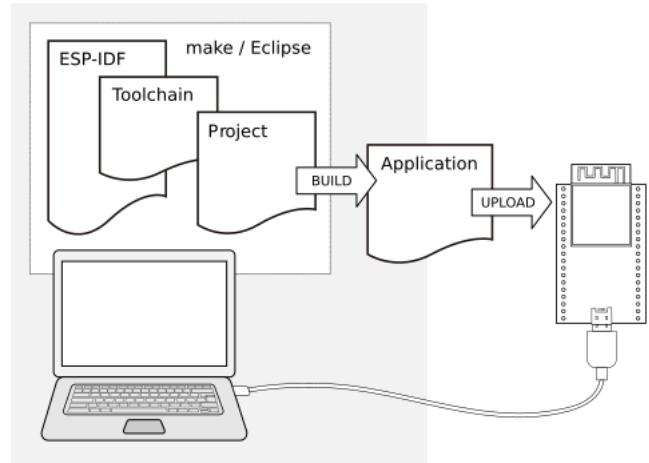 make / Eclipse
ESP-IDF
Toolchain
Project
BUILD
Application
UPLOAD